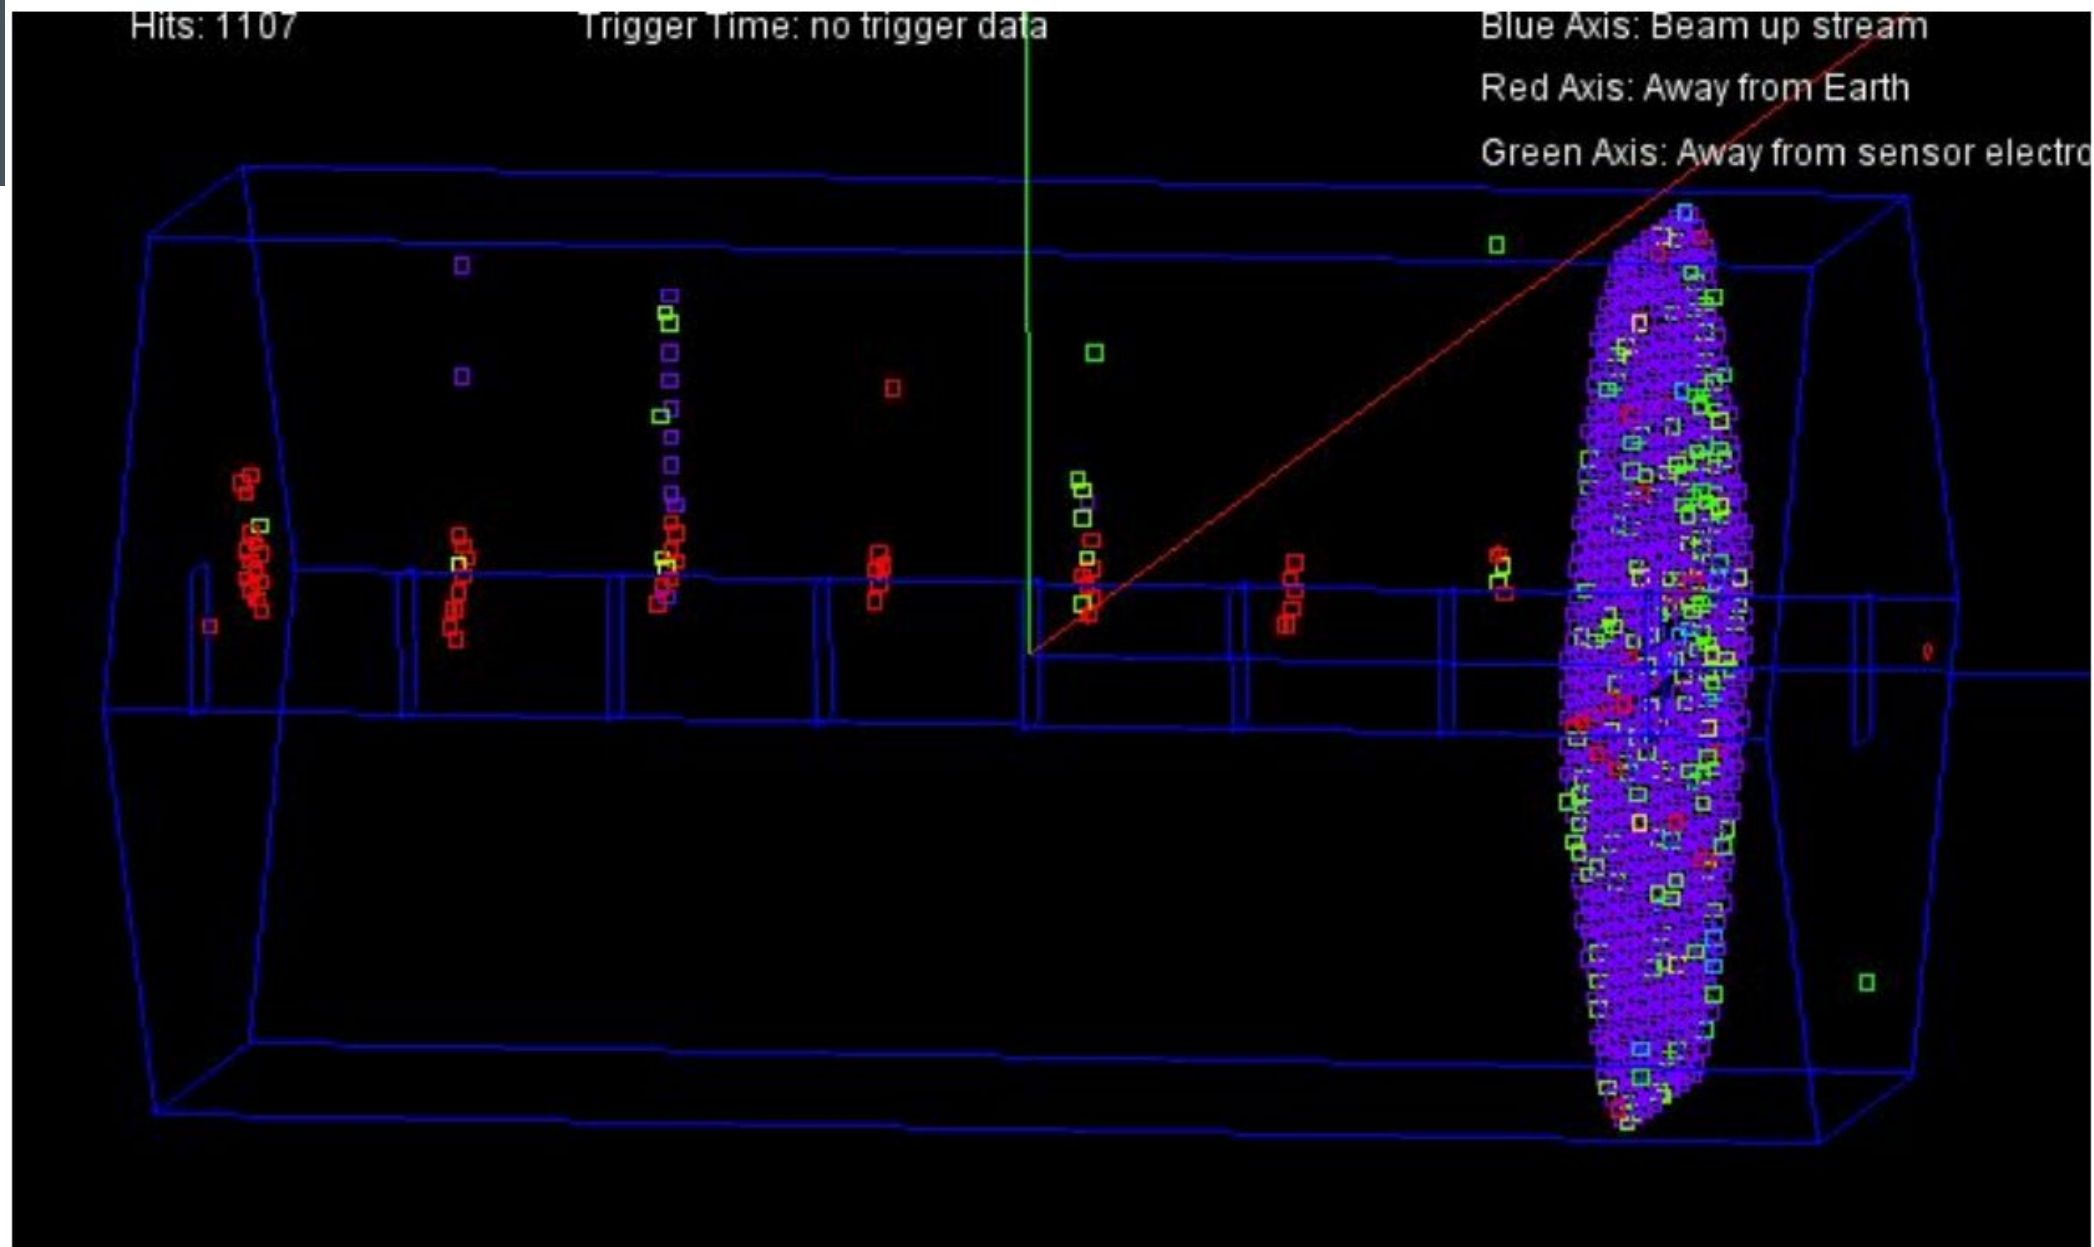 Hits: 1107
Trigger Time: no trigger data
Blue Axis: Beam up stream
Red Axis: Away from Earth
Green Axis: Away from sensor electro